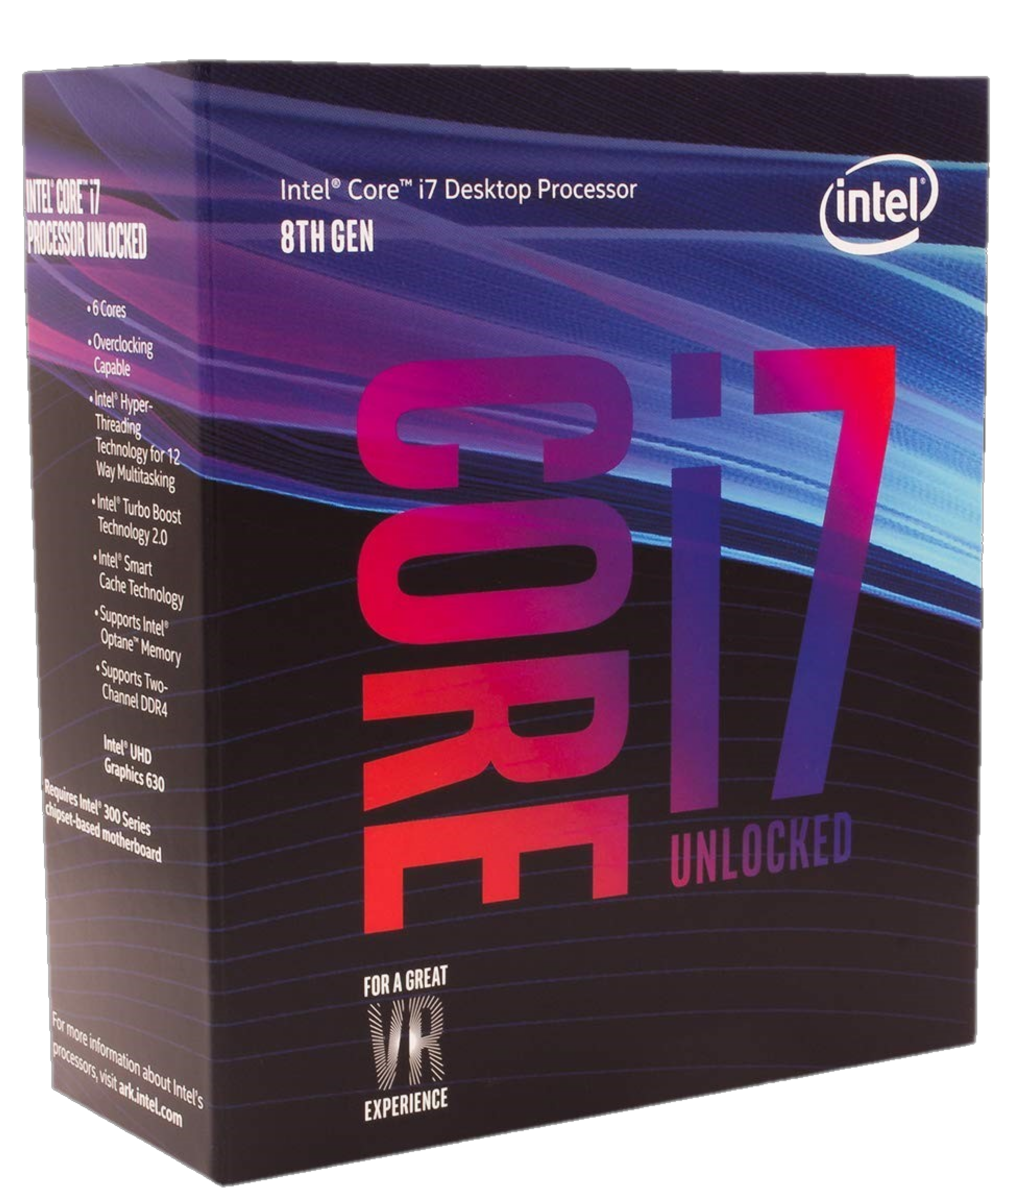 INTEL® CORE™ i7
PROCESSOR UNLOCKED
• 6 Cores
• Overclocking
Capable
• Intel® Hyper-
Threading
Technology for 12
Way Multitasking
• Intel® Turbo Boost
Technology 2.0
• Intel® Smart
Cache Technology
• Supports Intel®
Optane™ Memory
• Supports Two-
Channel DDR4
Intel® UHD
Graphics 630
Requires Intel® 300 Series
chipset-based motherboard
For more information about Intel's
processors, visit ark.intel.com
Intel® Core™ i7 Desktop Processor
8TH GEN
intel®
CORE
i7
UNLOCKED
FOR A GREAT
VR
EXPERIENCE